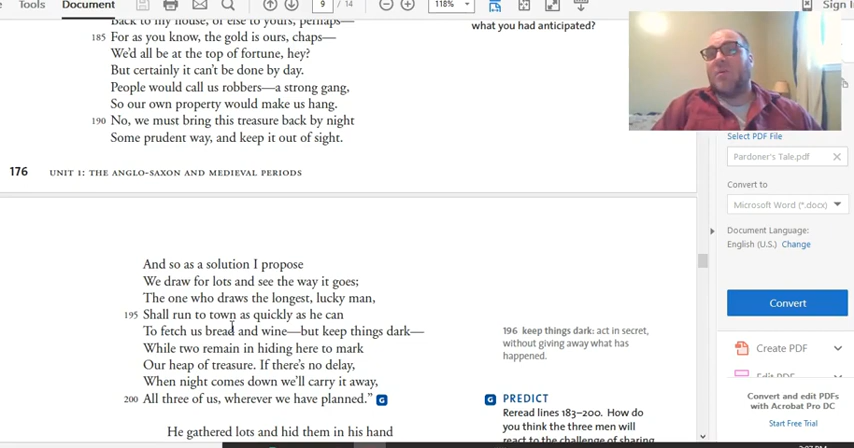 Tools
Document
9 / 14
118%
Sign In
Back to my house, or else to yours, perhaps—
185 For as you know, the gold is ours, chaps—
We'd all be at the top of fortune, hey?
But certainly it can't be done by day.
People would call us robbers—a strong gang,
So our own property would make us hang.
190 No, we must bring this treasure back by night
Some prudent way, and keep it out of sight.
what you had anticipated?
176 UNIT 1: THE ANGLO-SAXON AND MEDIEVAL PERIODS
And so as a solution I propose
We draw for lots and see the way it goes;
The one who draws the longest, lucky man,
195 Shall run to town as quickly as he can
To fetch us bread and wine—but keep things dark—
While two remain in hiding here to mark
Our heap of treasure. If there's no delay,
When night comes down we'll carry it away,
200 All three of us, wherever we have planned." G
He gathered lots and hid them in his hand
196 keep things dark: act in secret,
without giving away what has
happened.
G PREDICT
Reread lines 183–200. How do
you think the three men will
react to the challenge of sharing
Select PDF File
Pardoner's Tale.pdf
Convert to
Microsoft Word (*.docx)
Document Language:
English (U.S.) Change
Convert
Create PDF
Edit PDF
Convert and edit PDFs
with Acrobat Pro DC
Start Free Trial